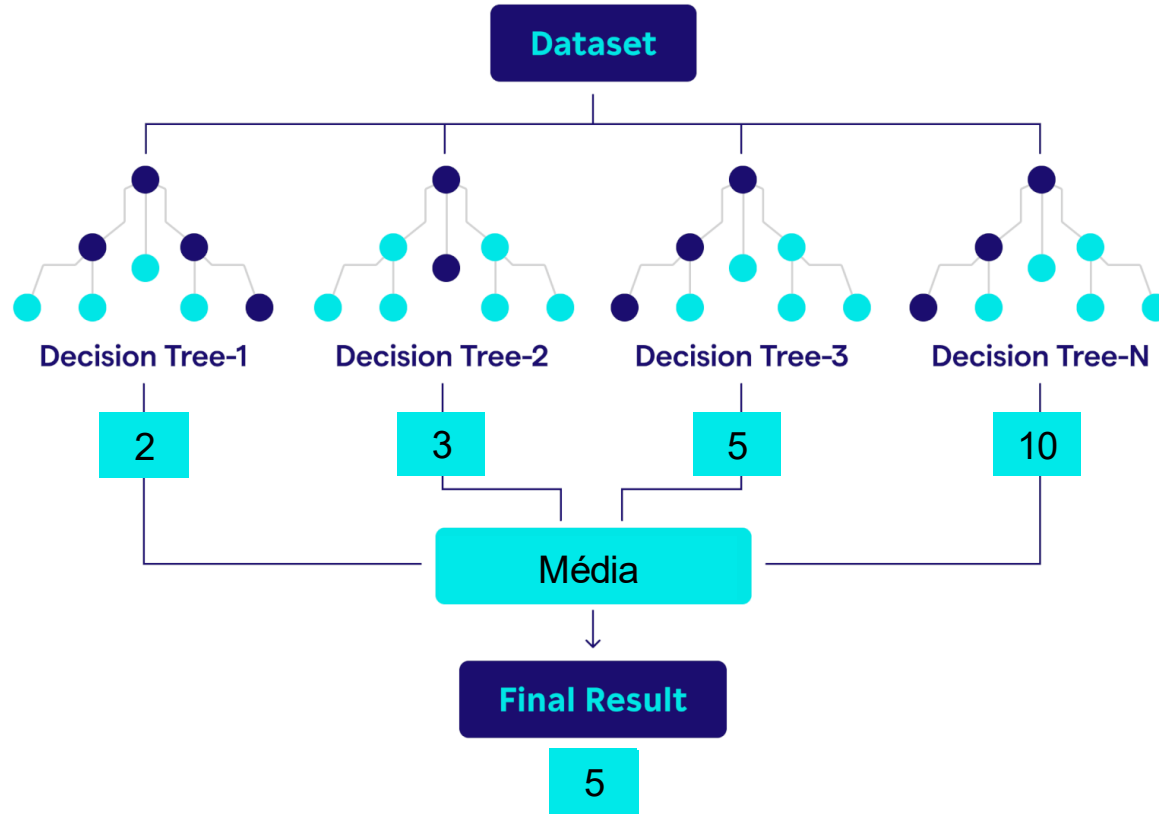 Dataset
Decision Tree-1
Decision Tree-2
Decision Tree-3
Decision Tree-N
2
3
5
10
Média
Final Result
5